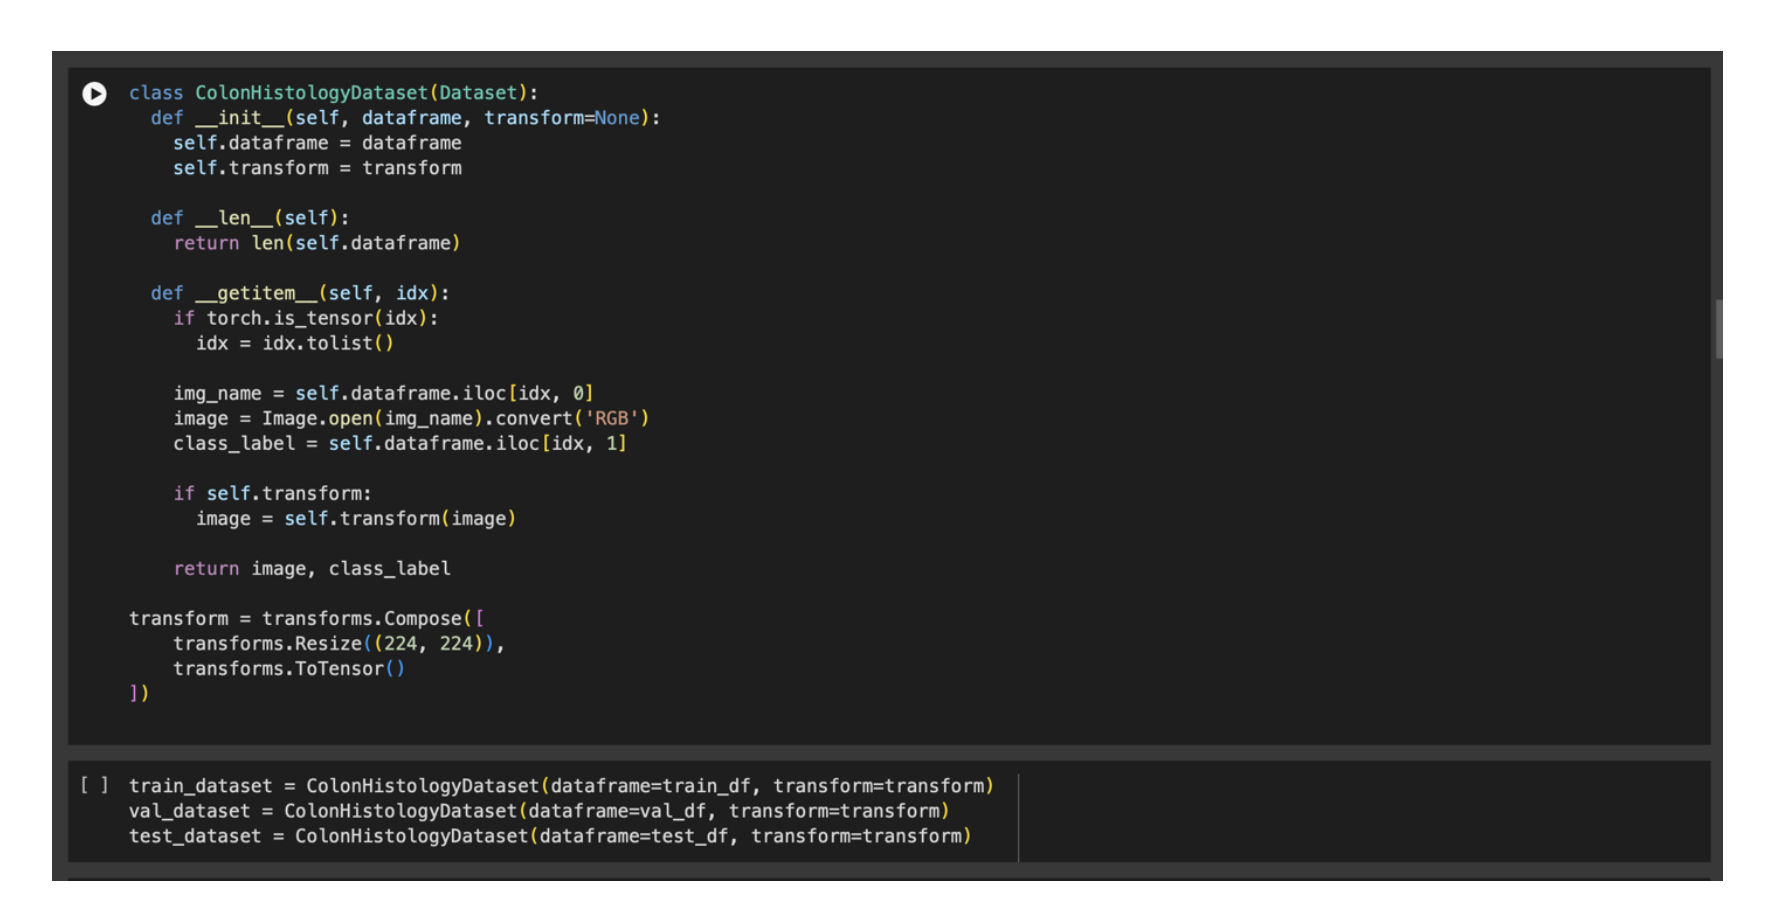 class ColonHistologyDataset(Dataset):
  def __init__(self, dataframe, transform=None):
    self.dataframe = dataframe
    self.transform = transform

  def __len__(self):
    return len(self.dataframe)

  def __getitem__(self, idx):
    if torch.is_tensor(idx):
      idx = idx.tolist()

    img_name = self.dataframe.iloc[idx, 0]
    image = Image.open(img_name).convert('RGB')
    class_label = self.dataframe.iloc[idx, 1]

    if self.transform:
      image = self.transform(image)

    return image, class_label

transform = transforms.Compose([
    transforms.Resize((224, 224)),
    transforms.ToTensor()
])

[ ] train_dataset = ColonHistologyDataset(dataframe=train_df, transform=transform)
val_dataset = ColonHistologyDataset(dataframe=val_df, transform=transform)
test_dataset = ColonHistologyDataset(dataframe=test_df, transform=transform)